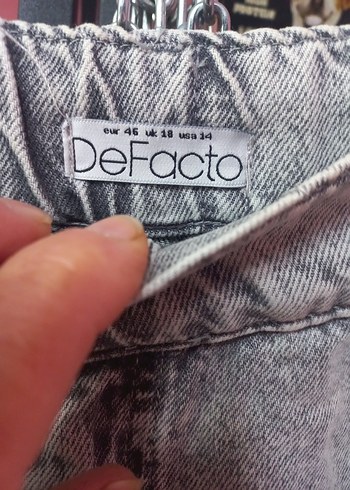 eur 46 uk 18 usa 14
DeFacto